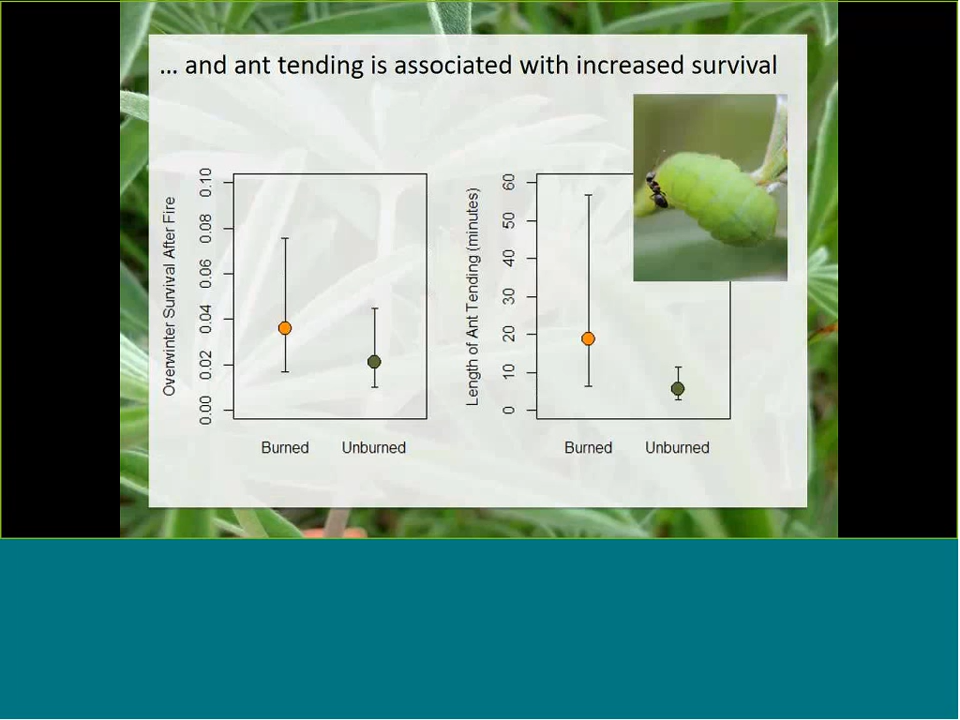 ... and ant tending is associated with increased survival
Overwinter Survival After Fire
0.10
0.08
0.06
0.04
0.02
0.00
Burned Unburned
Length of Ant Tending (minutes)
60
50
40
30
20
10
0
Burned Unburned